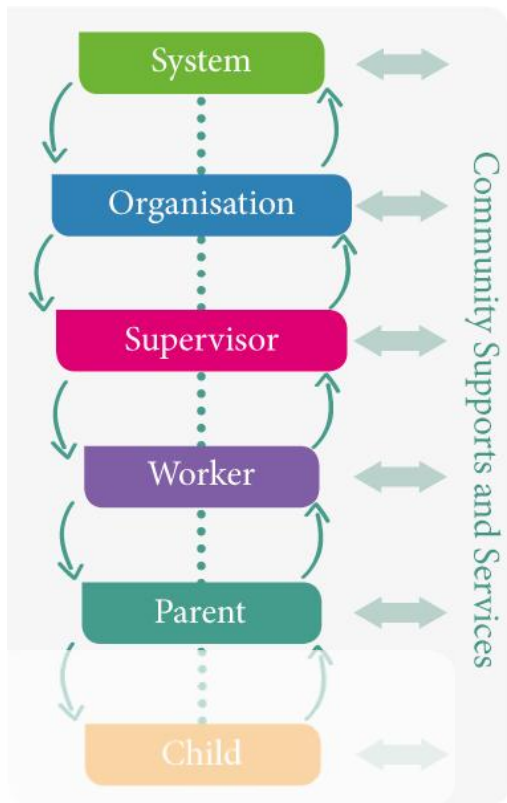 System
Organisation
Supervisor
Worker
Parent
Child
Community Supports and Services